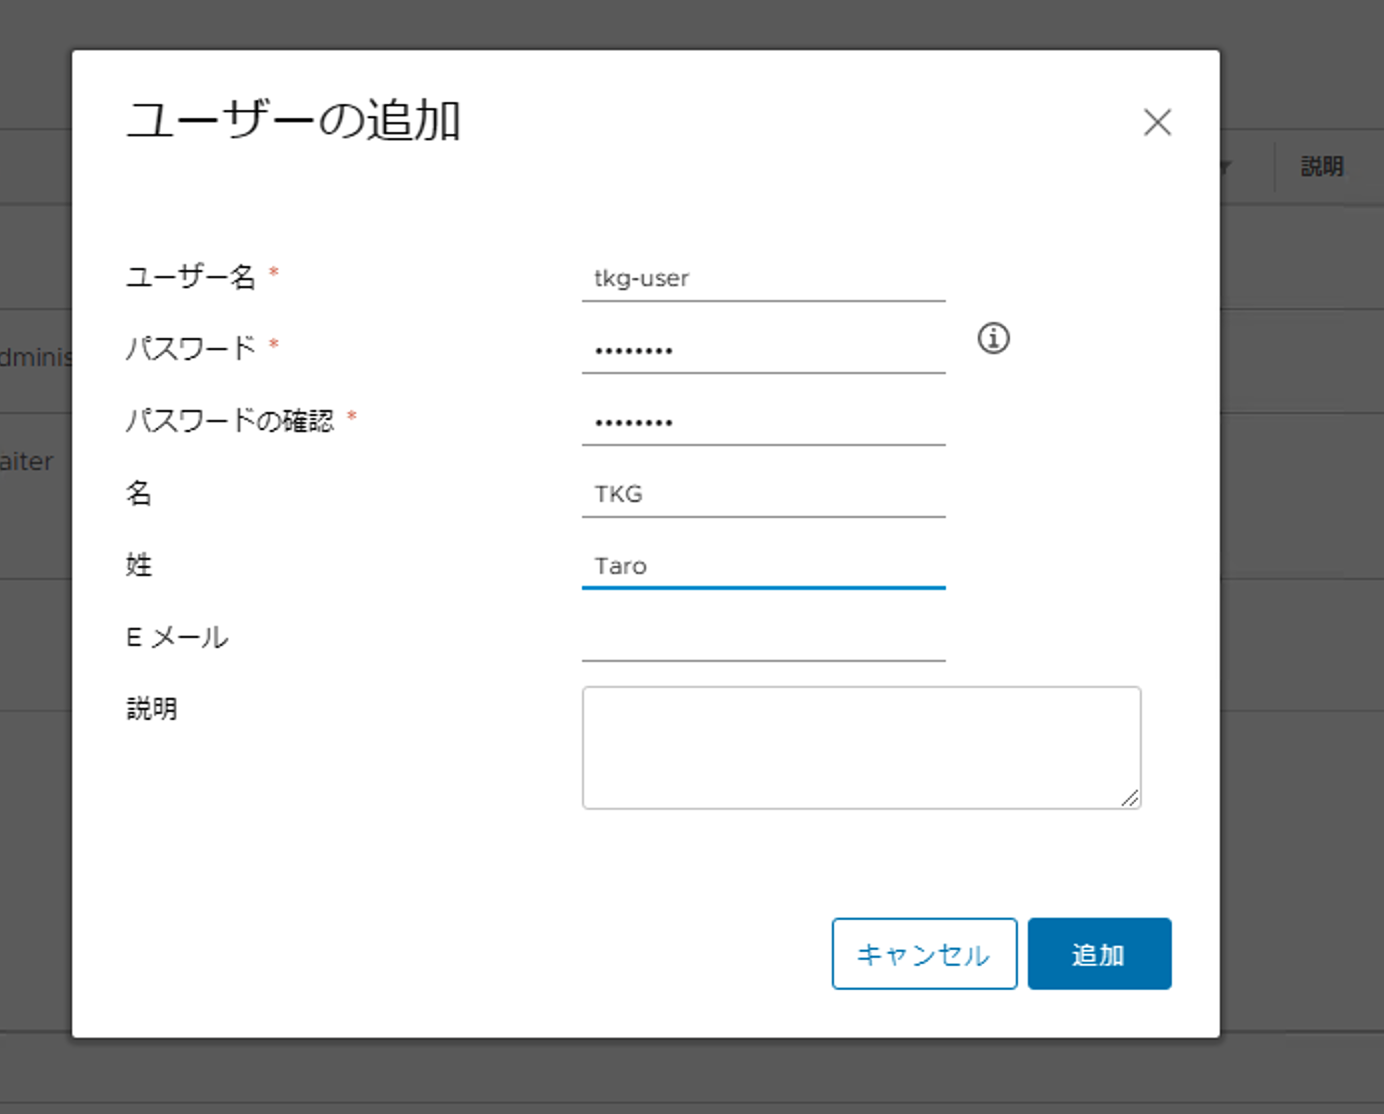 ユーザーの追加
説明
ユーザー名 *
tkg-user
パスワード *
••••••••
dminis
パスワードの確認 *
••••••••
aiter
名
TKG
姓
Taro
E メール
説明
キャンセル
追加